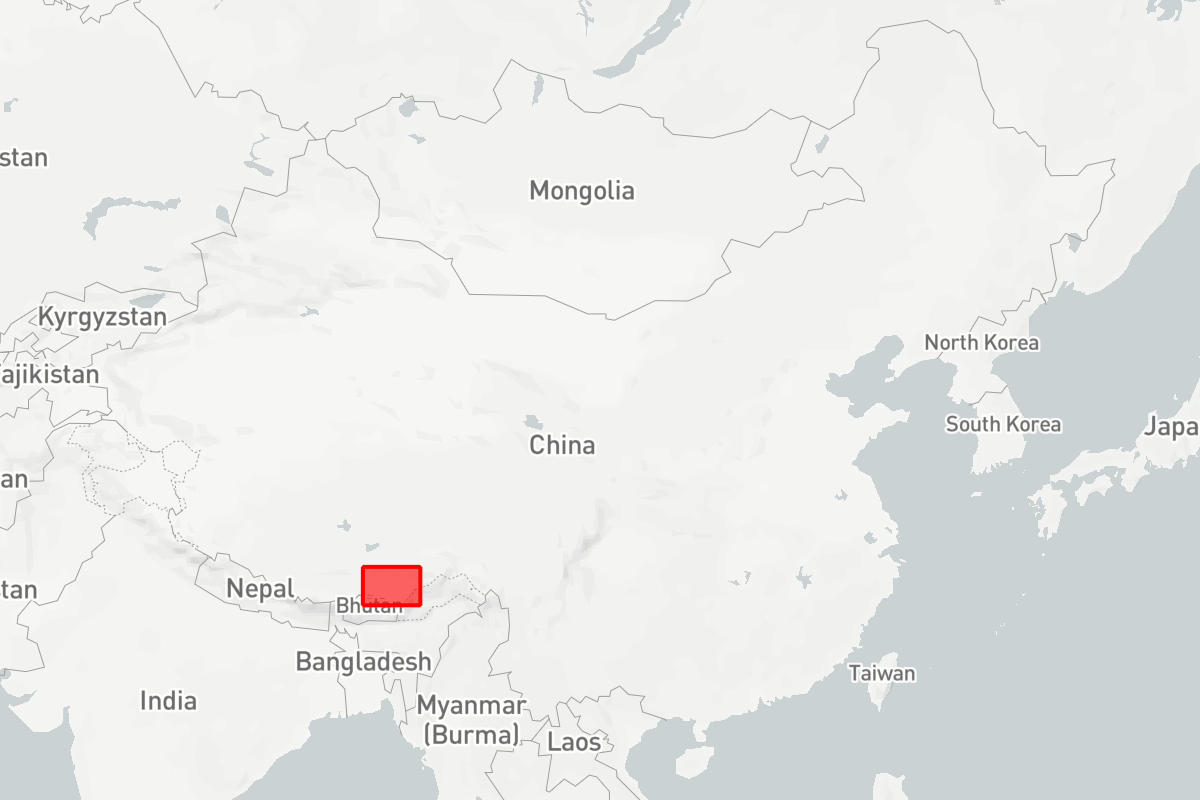 stan
Mongolia
Kyrgyzstan
North Korea
ajikistan
South Korea
Japa
China
an
stan
Nepal
Bhutan
Bangladesh
Taiwan
India
Myanmar
(Burma)
Laos